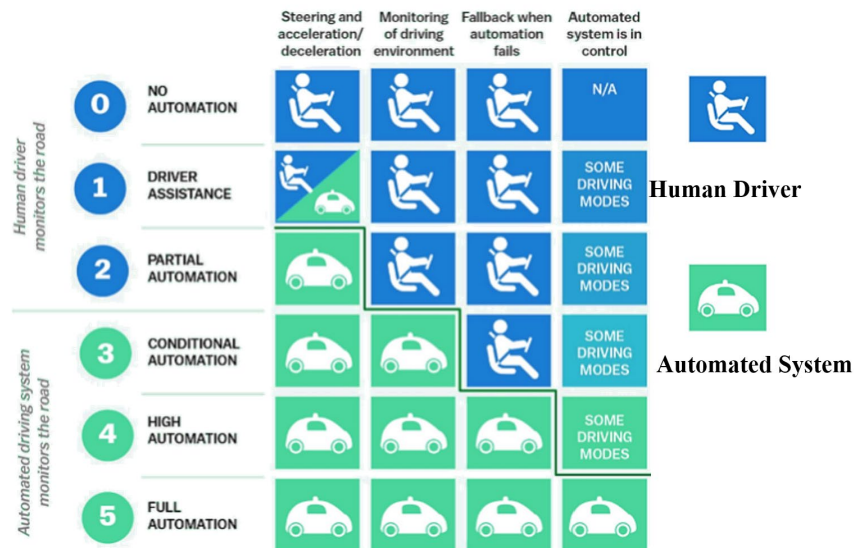 Steering and
acceleration/
deceleration
Monitoring
of driving
environment
Fallback when
automation
fails
Automated
system is in
control
Human driver
monitors the road
0
NO
AUTOMATION
N/A
1
DRIVER
ASSISTANCE
SOME
DRIVING
MODES
2
PARTIAL
AUTOMATION
SOME
DRIVING
MODES
Automated driving system
monitors the road
3
CONDITIONAL
AUTOMATION
SOME
DRIVING
MODES
4
HIGH
AUTOMATION
SOME
DRIVING
MODES
5
FULL
AUTOMATION
Human Driver
Automated System